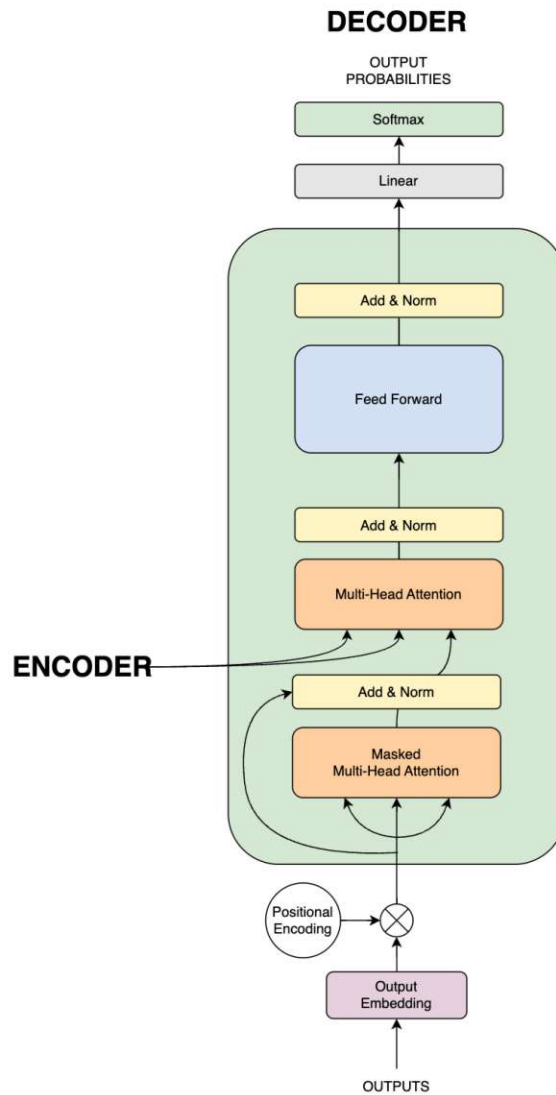 DECODER
OUTPUT
PROBABILITIES
Softmax
Linear
Add & Norm
Feed Forward
Add & Norm
Multi-Head Attention
ENCODER
Add & Norm
Masked
Multi-Head Attention
Positional
Encoding
Output
Embedding
OUTPUTS